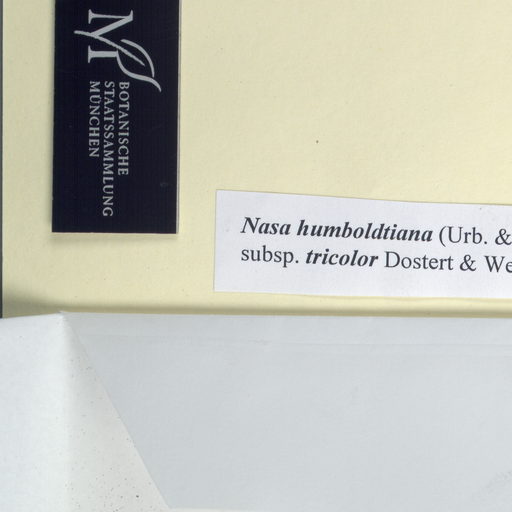 BOTANISCHE
STAATSSAMMLUNG
MÜNCHEN
Nasa humboldtiana (Urb. &
subsp. tricolor Dostert & We